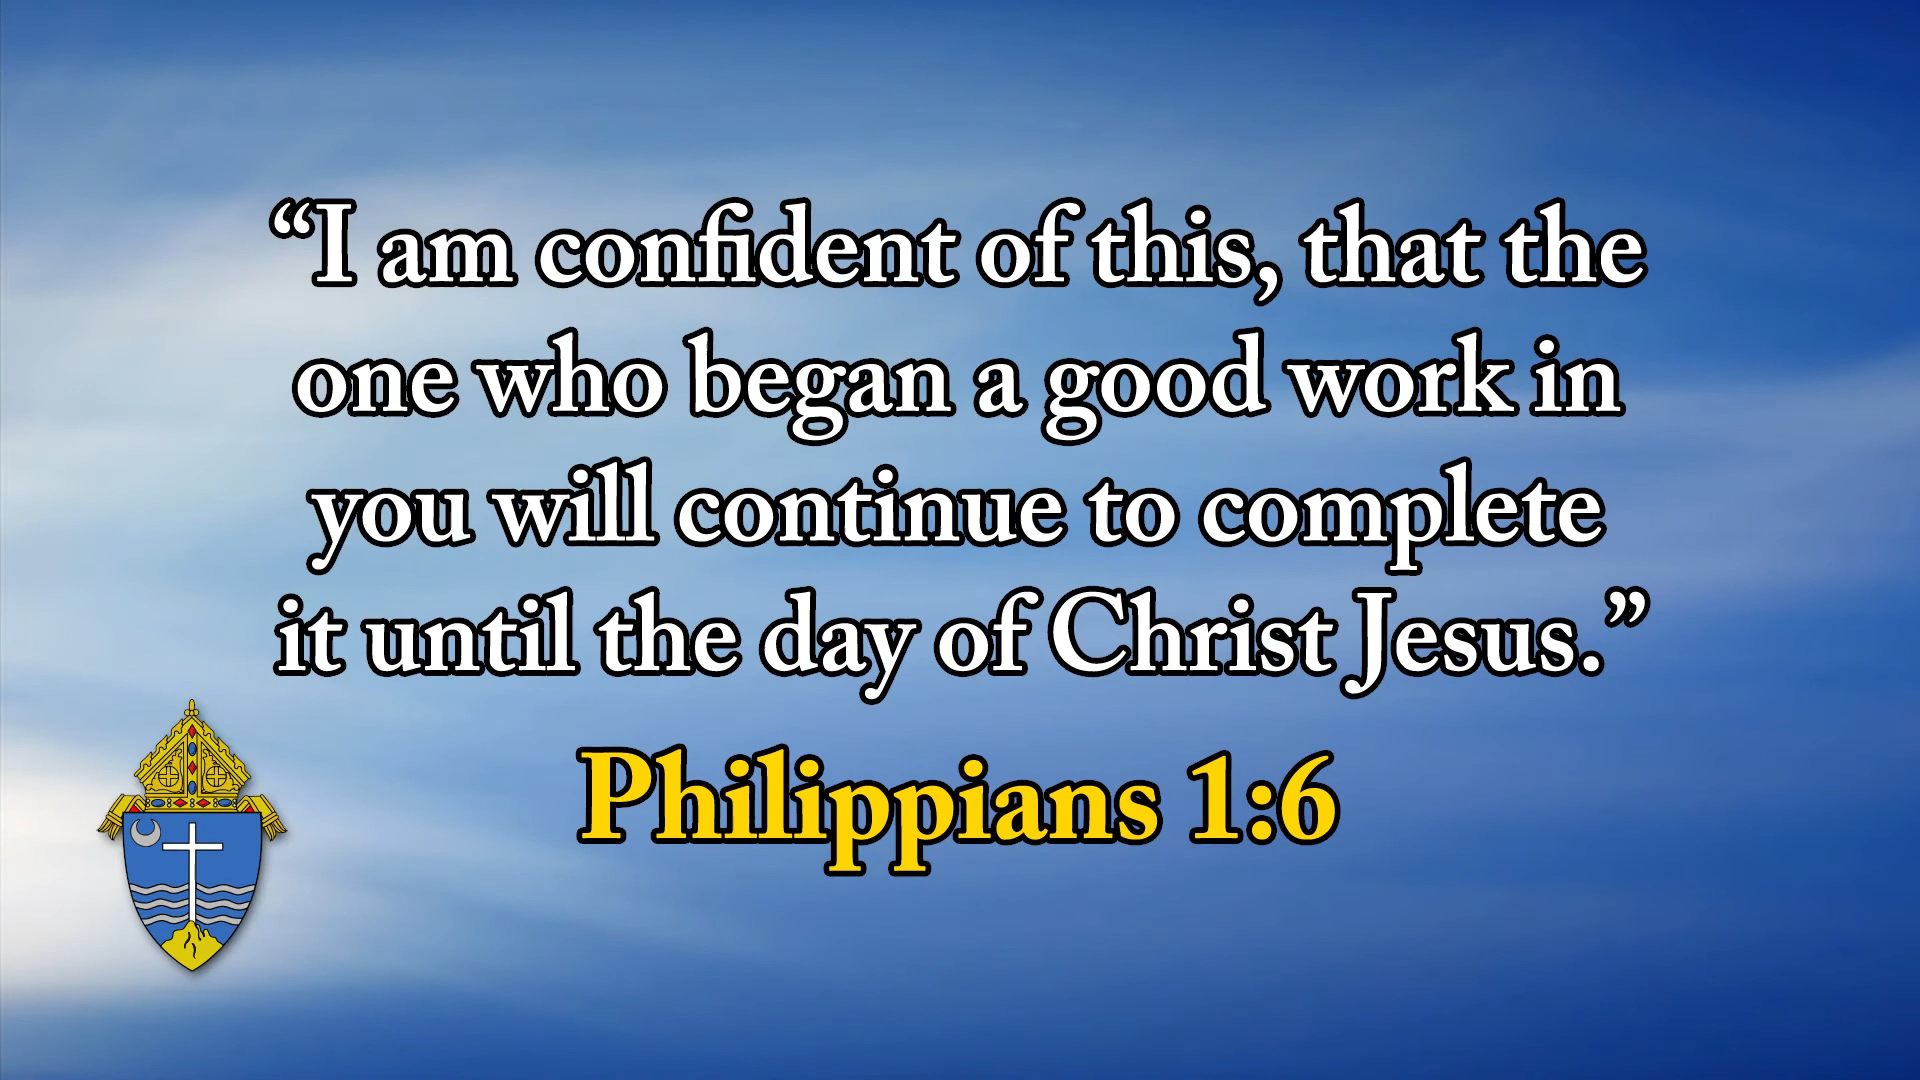 “I am confident of this, that the
one who began a good work in
you will continue to complete
it until the day of Christ Jesus.”
Philippians 1:6